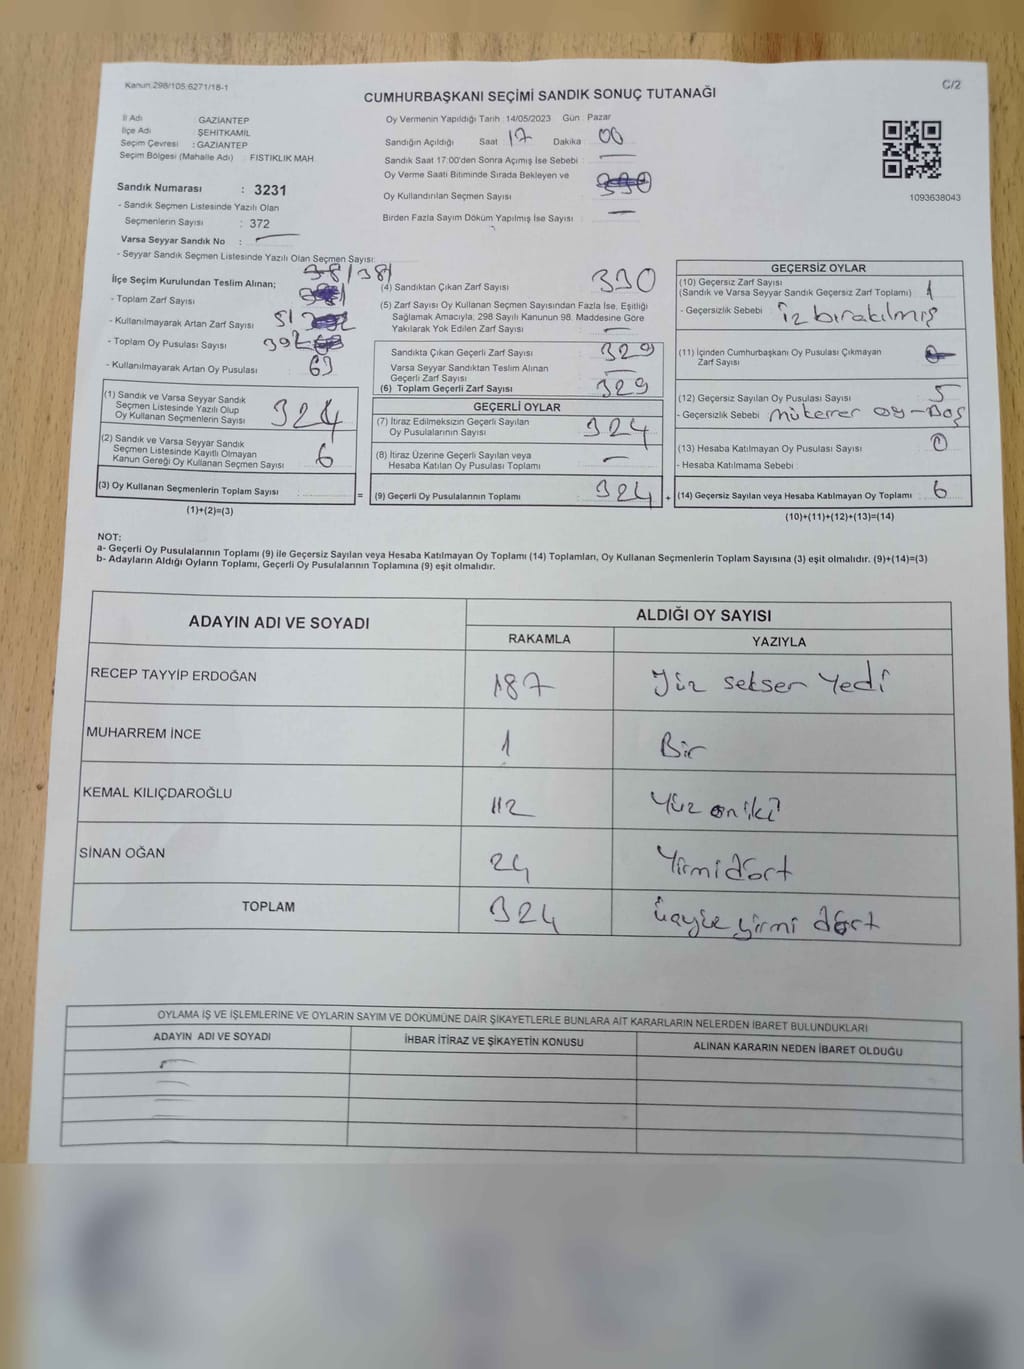 Kanun:298/105;6271/18-1
C/2
CUMHURBAŞKANI SEÇİMİ SANDIK SONUÇ TUTANAĞI
İl Adı GAZİANTEP
İlçe Adı ŞEHİTKAMİL
Seçim Çevresi : GAZİANTEP
Seçim Bölgesi (Mahalle Adı) FISTIKLIK MAH.
Sandık Numarası : 3231
- Sandık Seçmen Listesinde Yazılı Olan
Seçmenlerin Sayısı : 372
Varsa Seyyar Sandık No :
- Seyyar Sandık Seçmen Listesinde Yazılı Olan Seçmen Sayısı:
Oy Vermenin Yapıldığı Tarih : 14/05/2023 Gün : Pazar
Sandığın Açıldığı Saat 17 Dakika 00
Sandık Saat 17:00'den Sonra Açımış İse Sebebi :
Oy Verme Saati Bitiminde Sırada Bekleyen ve
Oy Kullandırılan Seçmen Sayısı
Birden Fazla Sayım Döküm Yapılmış İse Sayısı
1093638043
İlçe Seçim Kurulundan Teslim Alınan;
- Toplam Zarf Sayısı 381
- Kullanılmayarak Artan Zarf Sayısı 51
- Toplam Oy Pusulası Sayısı
- Kullanılmayarak Artan Oy Pusulası 63
(1) Sandık ve Varsa Seyyar Sandık
Seçmen Listesinde Yazılı Olup
Oy Kullanan Seçmenlerin Sayısı 324
(2) Sandık ve Varsa Seyyar Sandık
Seçmen Listesinde Kayıtlı Olmayan
Kanun Gereği Oy Kullanan Seçmen Sayısı 6
(3) Oy Kullanan Seçmenlerin Toplam Sayısı =
(1)+(2)=(3)
(4) Sandıktan Çıkan Zarf Sayısı 330
(5) Zarf Sayısı Oy Kullanan Seçmen Sayısından Fazla İse, Eşitliği
Sağlamak Amacıyla, 298 Sayılı Kanunun 98. Maddesine Göre
Yakılarak Yok Edilen Zarf Sayısı
Sandıkta Çıkan Geçerli Zarf Sayısı 329
Varsa Seyyar Sandıktan Teslim Alınan
Geçerli Zarf Sayısı
(6) Toplam Geçerli Zarf Sayısı 329
GEÇERLİ OYLAR
(7) İtiraz Edilmeksizin Geçerli Sayılan
Oy Pusulalarının Sayısı 324
(8) İtiraz Üzerine Geçerli Sayılan veya
Hesaba Katılan Oy Pusulası Toplamı
(9) Geçerli Oy Pusulalarının Toplamı 324 +
GEÇERSİZ OYLAR
(10) Geçersiz Zarf Sayısı
(Sandık ve Varsa Seyyar Sandık Geçersiz Zarf Toplamı) 1
- Geçersizlik Sebebi İz bırakılmış
(11) İçinden Cumhurbaşkanı Oy Pusulası Çıkmayan
Zarf Sayısı
(12) Geçersiz Sayılan Oy Pusulası Sayısı 5
- Geçersizlik Sebebi mükerrer oy-Boş
(13) Hesaba Katılmayan Oy Pusulası Sayısı 0
- Hesaba Katılmama Sebebi
(14) Geçersiz Sayılan veya Hesaba Katılmayan Oy Toplamı 6
(10)+(11)+(12)+(13)=(14)
NOT:
a- Geçerli Oy Pusulalarının Toplamı (9) ile Geçersiz Sayılan veya Hesaba Katılmayan Oy Toplamı (14) Toplamları, Oy Kullanan Seçmenlerin Toplam Sayısına (3) eşit olmalıdır. (9)+(14)=(3)
b- Adayların Aldığı Oyların Toplamı, Geçerli Oy Pusulalarının Toplamına (9) eşit olmalıdır.
ADAYIN ADI VE SOYADI ALDIĞI OY SAYISI
RAKAMLA YAZIYLA
RECEP TAYYİP ERDOĞAN 187 Yüz seksen Yedi
MUHARREM İNCE 1 Bir
KEMAL KILIÇDAROĞLU 112 Yüz oniki
SİNAN OĞAN 24 Yirmidört
TOPLAM 324 üçyüz yirmi dört
OYLAMA İŞ VE İŞLEMLERİNE VE OYLARIN SAYIM VE DÖKÜMÜNE DAİR ŞİKAYETLERLE BUNLARA AİT KARARLARIN NELERDEN İBARET BULUNDUKLARI
ADAYIN ADI VE SOYADI İHBAR İTİRAZ VE ŞİKAYETİN KONUSU ALINAN KARARIN NEDEN İBARET OLDUĞU